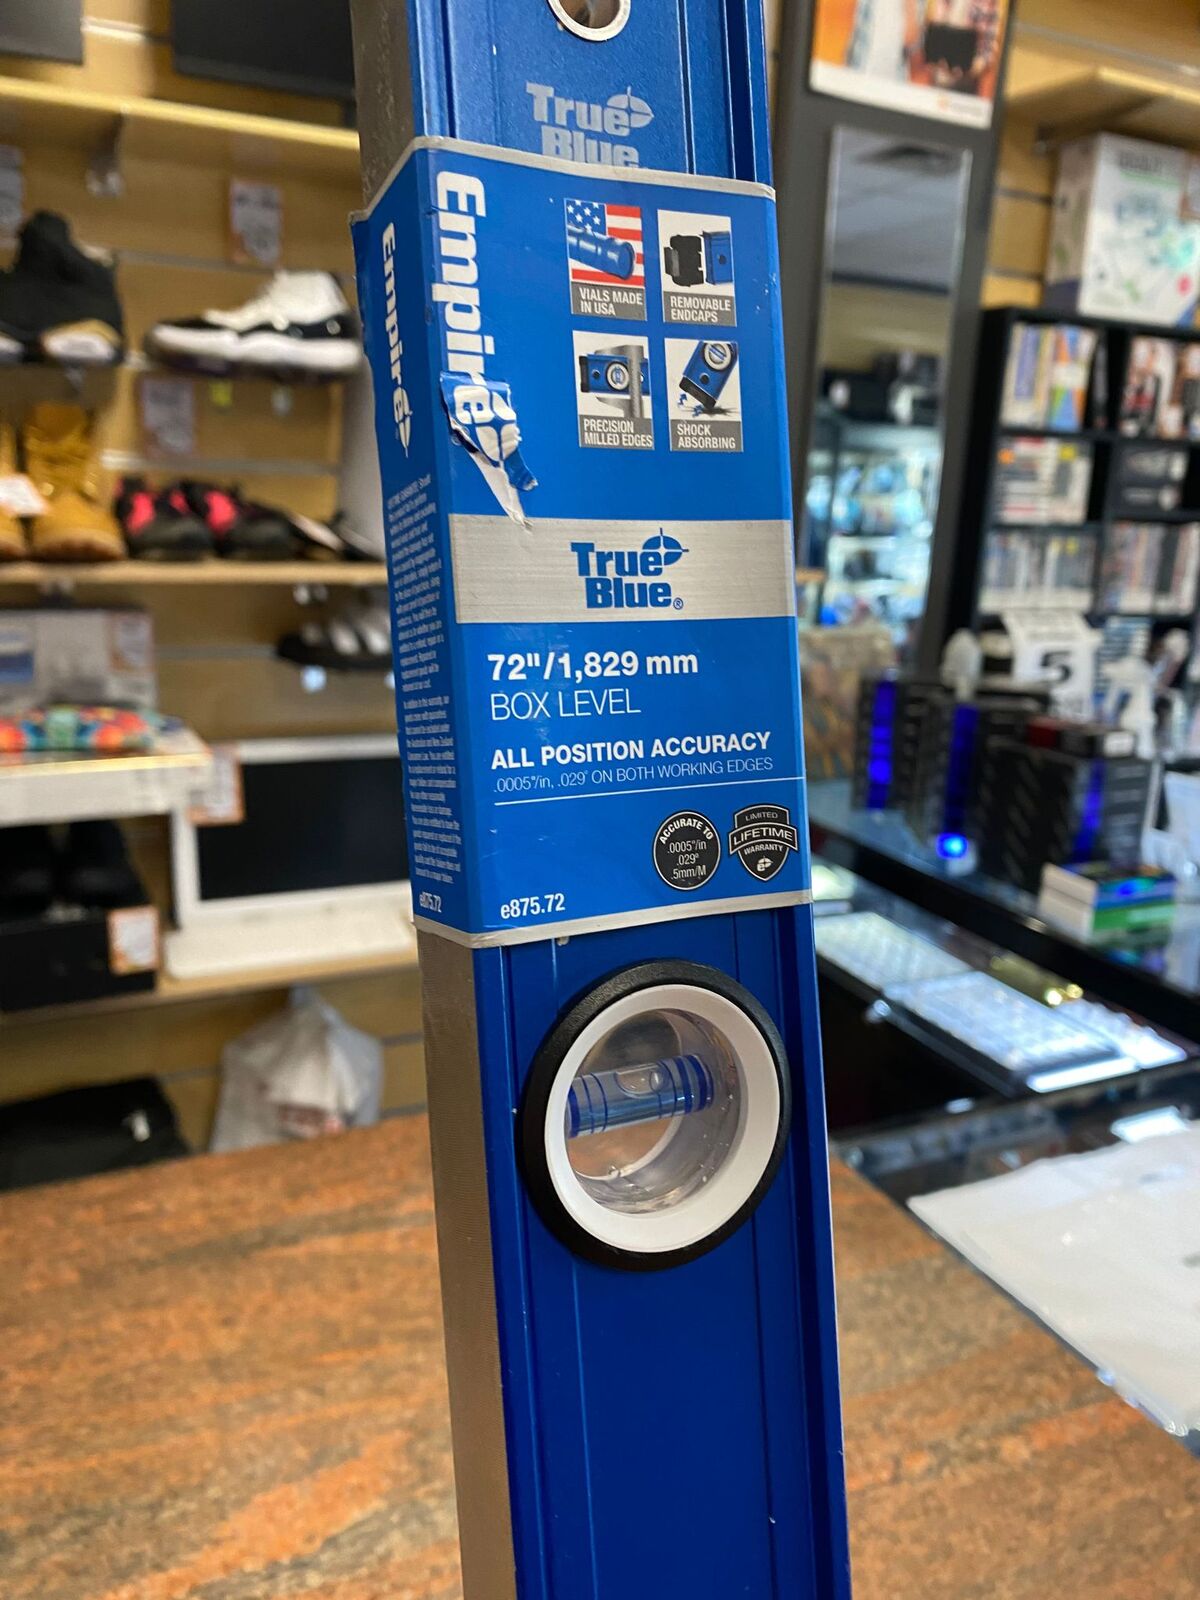 True
Blue
Empire
Empire
VIALS MADE
IN USA
REMOVABLE
ENDCAPS
PRECISION
MILLED EDGES
SHOCK
ABSORBING
True
Blue®
72"/1,829 mm
BOX LEVEL
ALL POSITION ACCURACY
.0005"/in, .029° ON BOTH WORKING EDGES
ACCURATE TO
.0005"/in
.029°
.5mm/M
LIMITED
LIFETIME
WARRANTY
e875.72
e875.72
5